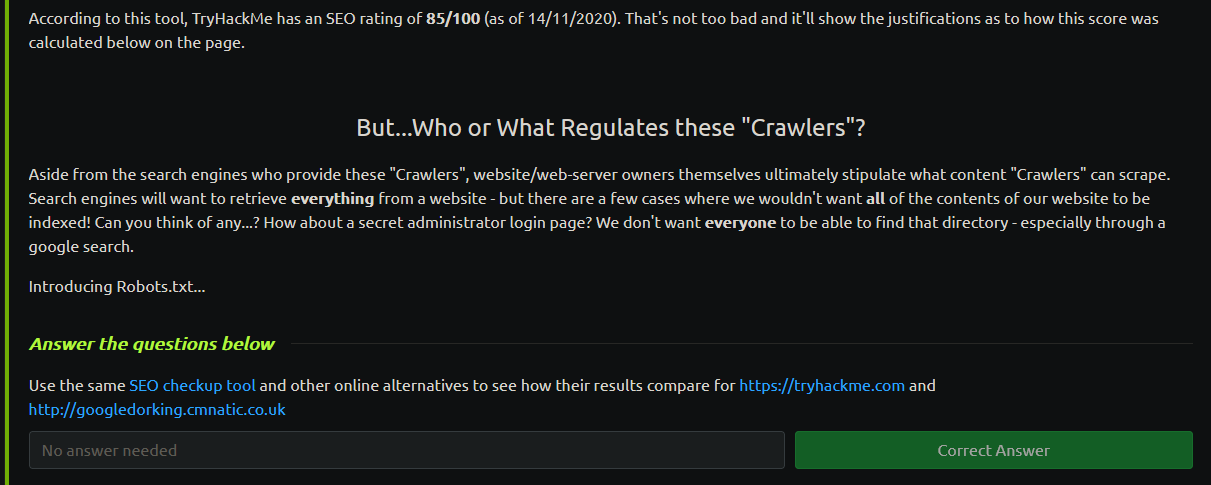 According to this tool, TryHackMe has an SEO rating of 85/100 (as of 14/11/2020). That's not too bad and it'll show the justifications as to how this score was
calculated below on the page.
But...Who or What Regulates these "Crawlers"?
Aside from the search engines who provide these "Crawlers", website/web-server owners themselves ultimately stipulate what content "Crawlers" can scrape.
Search engines will want to retrieve everything from a website - but there are a few cases where we wouldn't want all of the contents of our website to be
indexed! Can you think of any...? How about a secret administrator login page? We don't want everyone to be able to find that directory - especially through a
google search.
Introducing Robots.txt...
Answer the questions below
Use the same SEO checkup tool and other online alternatives to see how their results compare for https://tryhackme.com and
http://googledorking.cmnatic.co.uk
No answer needed
Correct Answer